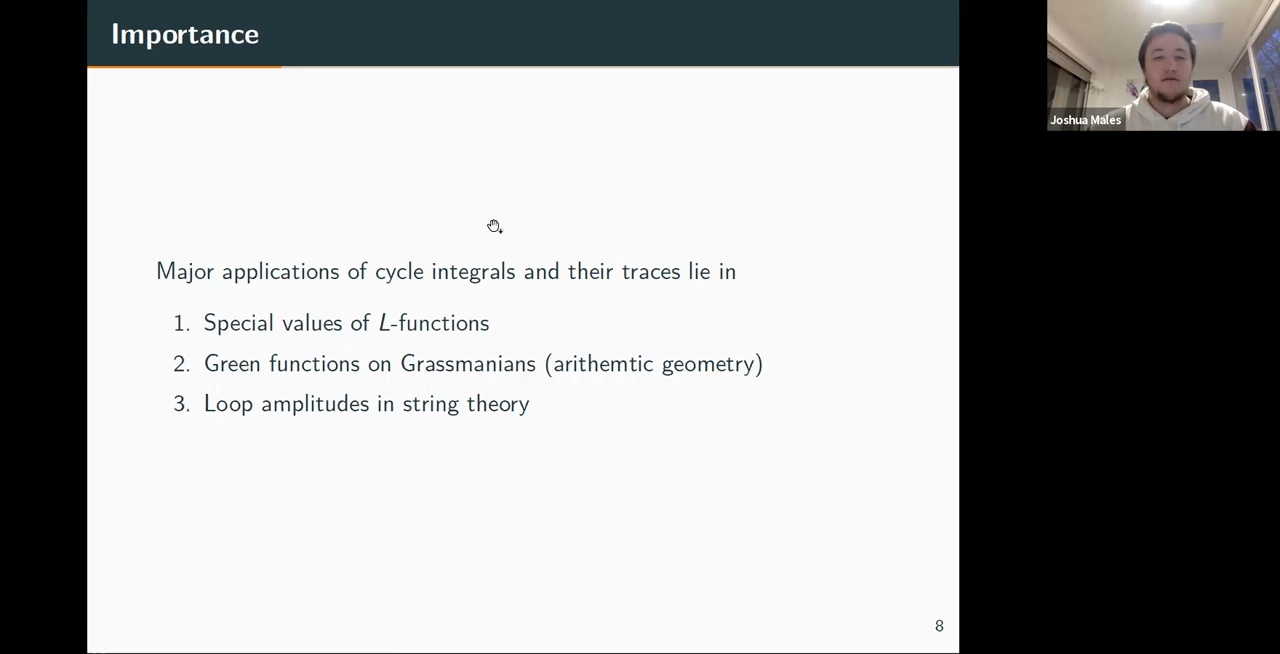 Importance
Joshua Males
Major applications of cycle integrals and their traces lie in
1. Special values of L-functions
2. Green functions on Grassmanians (arithemtic geometry)
3. Loop amplitudes in string theory
8